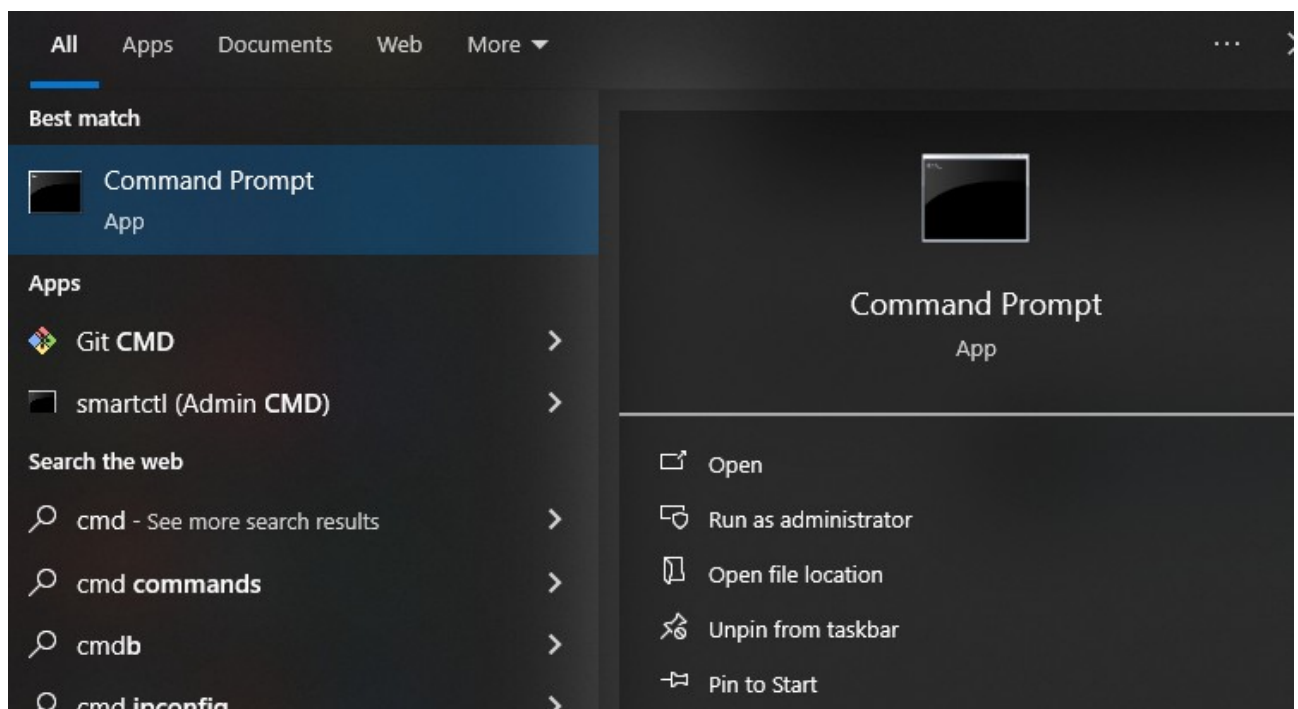 All Apps Documents Web More
Best match
Command Prompt
App
Apps
Git CMD
smartctl (Admin CMD)
Search the web
cmd - See more search results
cmd commands
cmdb
cmd ipconfig
Command Prompt
App
Open
Run as administrator
Open file location
Unpin from taskbar
Pin to Start